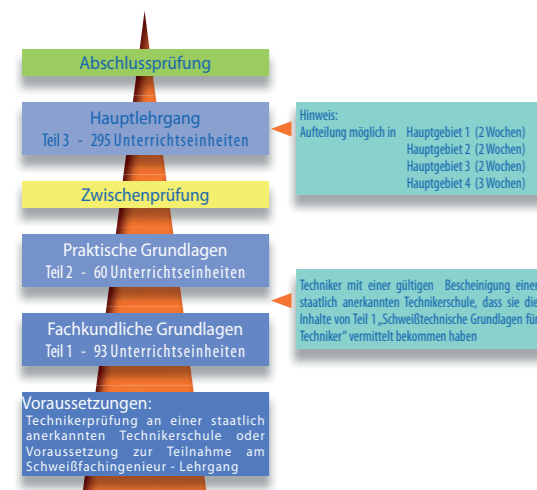 Abschlussprüfung
Hauptlehrgang
Teil 3 - 295 Unterrichtseinheiten
Hinweis:
Aufteilung möglich in Hauptgebiet 1 (2 Wochen)
Hauptgebiet 2 (2 Wochen)
Hauptgebiet 3 (2 Wochen)
Hauptgebiet 4 (3 Wochen)
Zwischenprüfung
Praktische Grundlagen
Teil 2 - 60 Unterrichtseinheiten
Techniker mit einer gültigen Bescheinigung einer
staatlich anerkannten Technikerschule, dass sie die
Inhalte von Teil 1 „Schweißtechnische Grundlagen für
Techniker“ vermittelt bekommen haben
Fachkundliche Grundlagen
Teil 1 - 93 Unterrichtseinheiten
Voraussetzungen:
Technikerprüfung an einer staatlich
anerkannten Technikerschule oder
Voraussetzung zur Teilnahme am
Schweißfachingenieur - Lehrgang